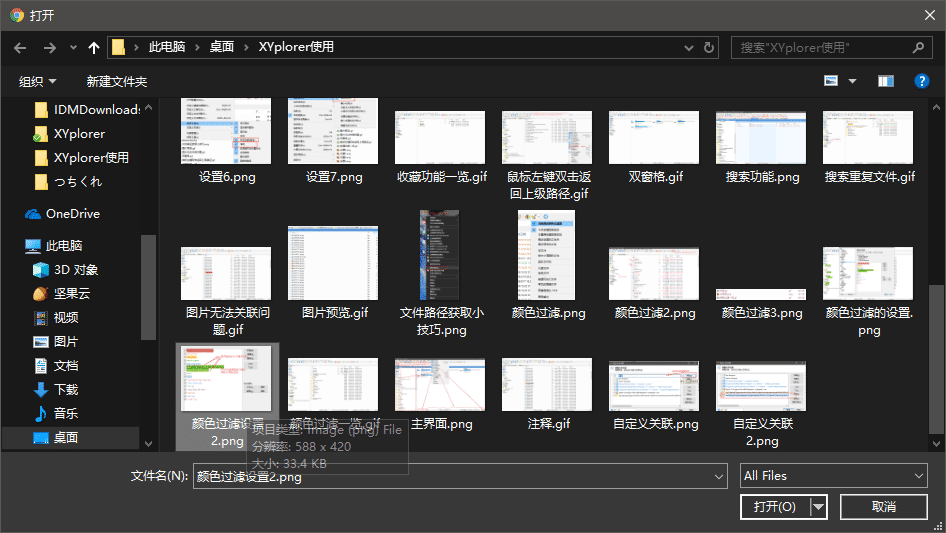 打开
此电脑 › 桌面 › XYplorer使用
搜索"XYplorer使用"
组织
新建文件夹
IDMDownloads
XYplorer
XYplorer使用
つちくれ
OneDrive
此电脑
3D 对象
坚果云
视频
图片
文档
下载
音乐
桌面
设置6.png
设置7.png
收藏功能一览.gif
鼠标左键双击返
回上级路径.gif
双窗格.gif
搜索功能.png
搜索重复文件.gif
图片无法关联问
题.gif
图片预览.gif
文件路径获取小
技巧.png
颜色过滤.png
颜色过滤2.png
颜色过滤3.png
颜色过滤的设置.
png
颜色过滤设置
2.png
颜色过滤一览.gif
主界面.png
注释.gif
自定义关联.png
自定义关联
2.png
项目类型: Image (png) File
分辨率: 588 x 420
大小: 33.4 KB
文件名(N):
颜色过滤设置2.png
All Files
打开(O)
取消